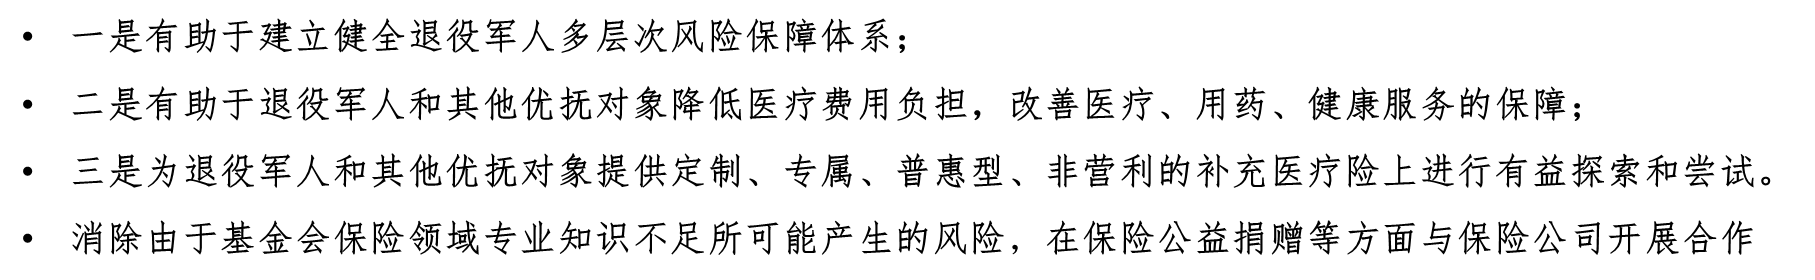 • 一是有助于建立健全退役军人多层次风险保障体系；
• 二是有助于退役军人和其他优抚对象降低医疗费用负担，改善医疗、用药、健康服务的保障；
• 三是为退役军人和其他优抚对象提供定制、专属、普惠型、非营利的补充医疗险上进行有益探索和尝试。
• 消除由于基金会保险领域专业知识不足所可能产生的风险，在保险公益捐赠等方面与保险公司开展合作